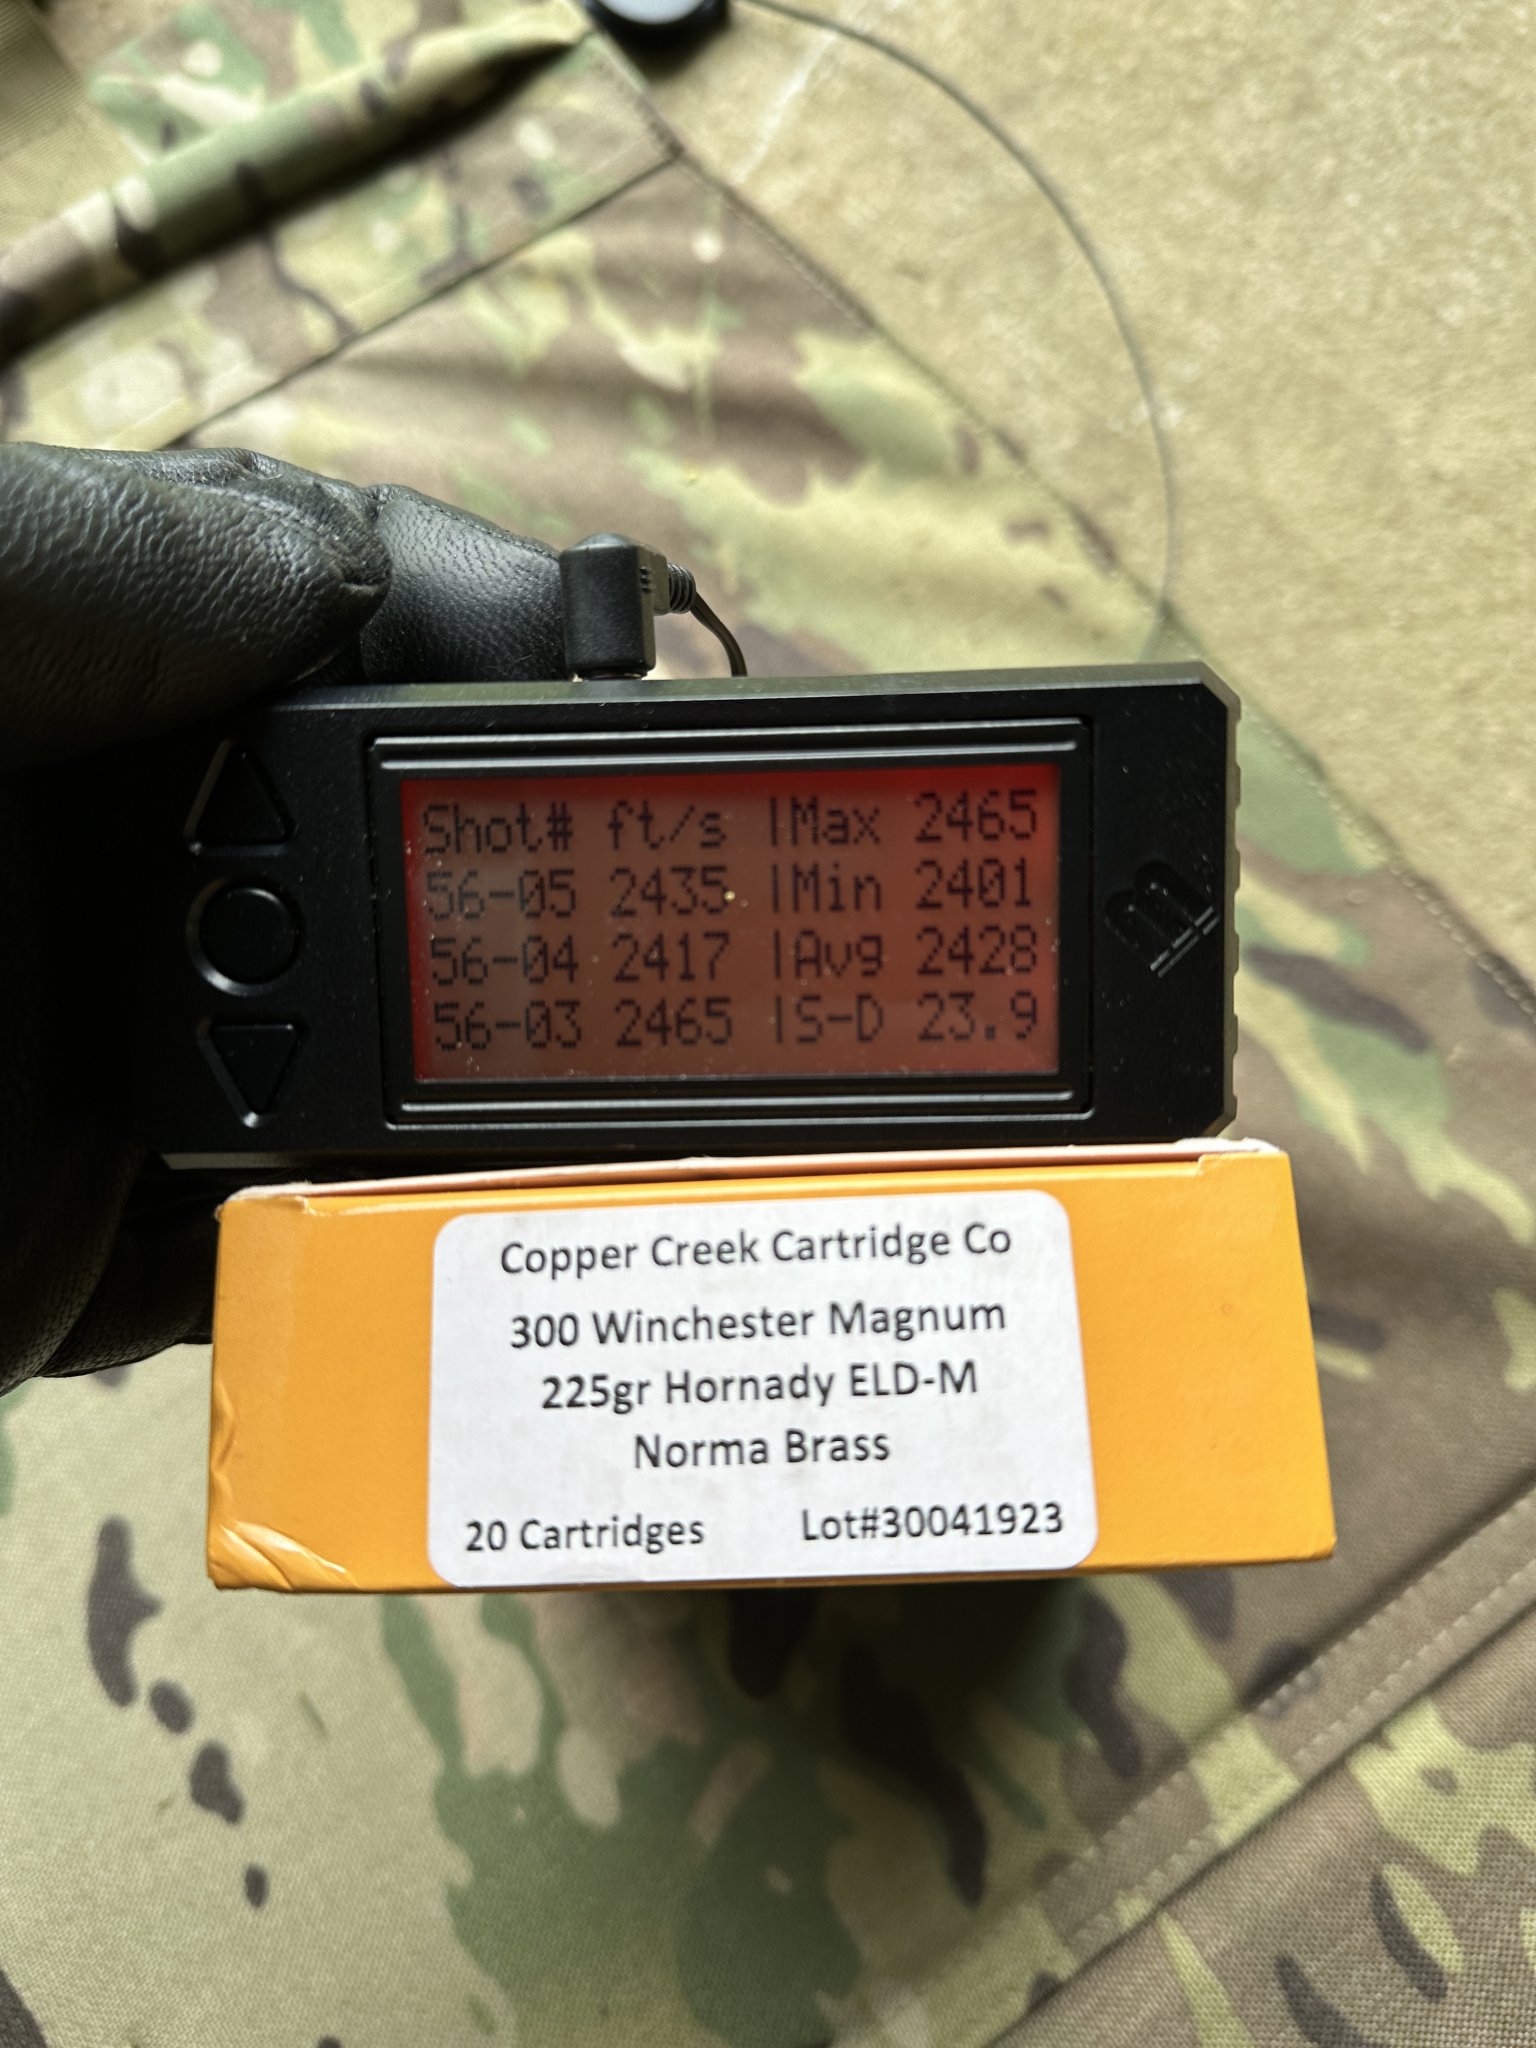 Shot# ft/s |Max 2465
56-05 2435 |Min 2401
56-04 2417 |Avg 2428
56-03 2465 |S-D 23.9
Copper Creek Cartridge Co
300 Winchester Magnum
225gr Hornady ELD-M
Norma Brass
20 Cartridges Lot#30041923